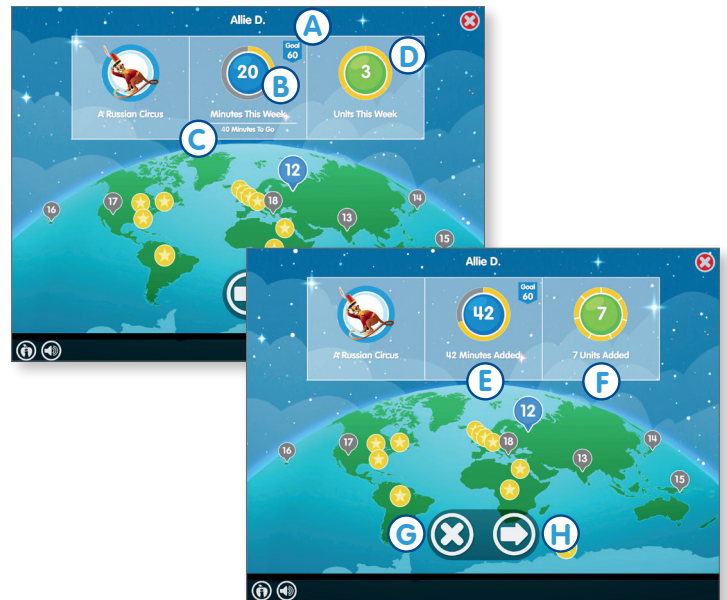 Allie D.
A
Goal
60
20
B
3
D
A Russian Circus
Minutes This Week
40 Minutes To Go
Units This Week
C
12
16
17
18
13
14
15
Allie D.
Goal
60
42
7
A Russian Circus
42 Minutes Added
7 Units Added
E
F
12
16
17
18
13
14
15
G
H